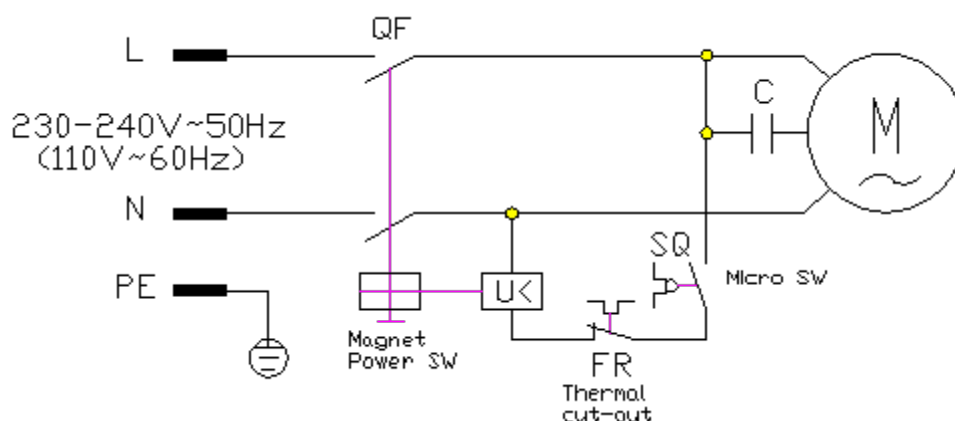 L
QF
C
M
230-240V~50Hz
(110V~60Hz)
N
SQ
Micro SW
PE
U<
Magnet
Power SW
FR
Thermal
cut-out